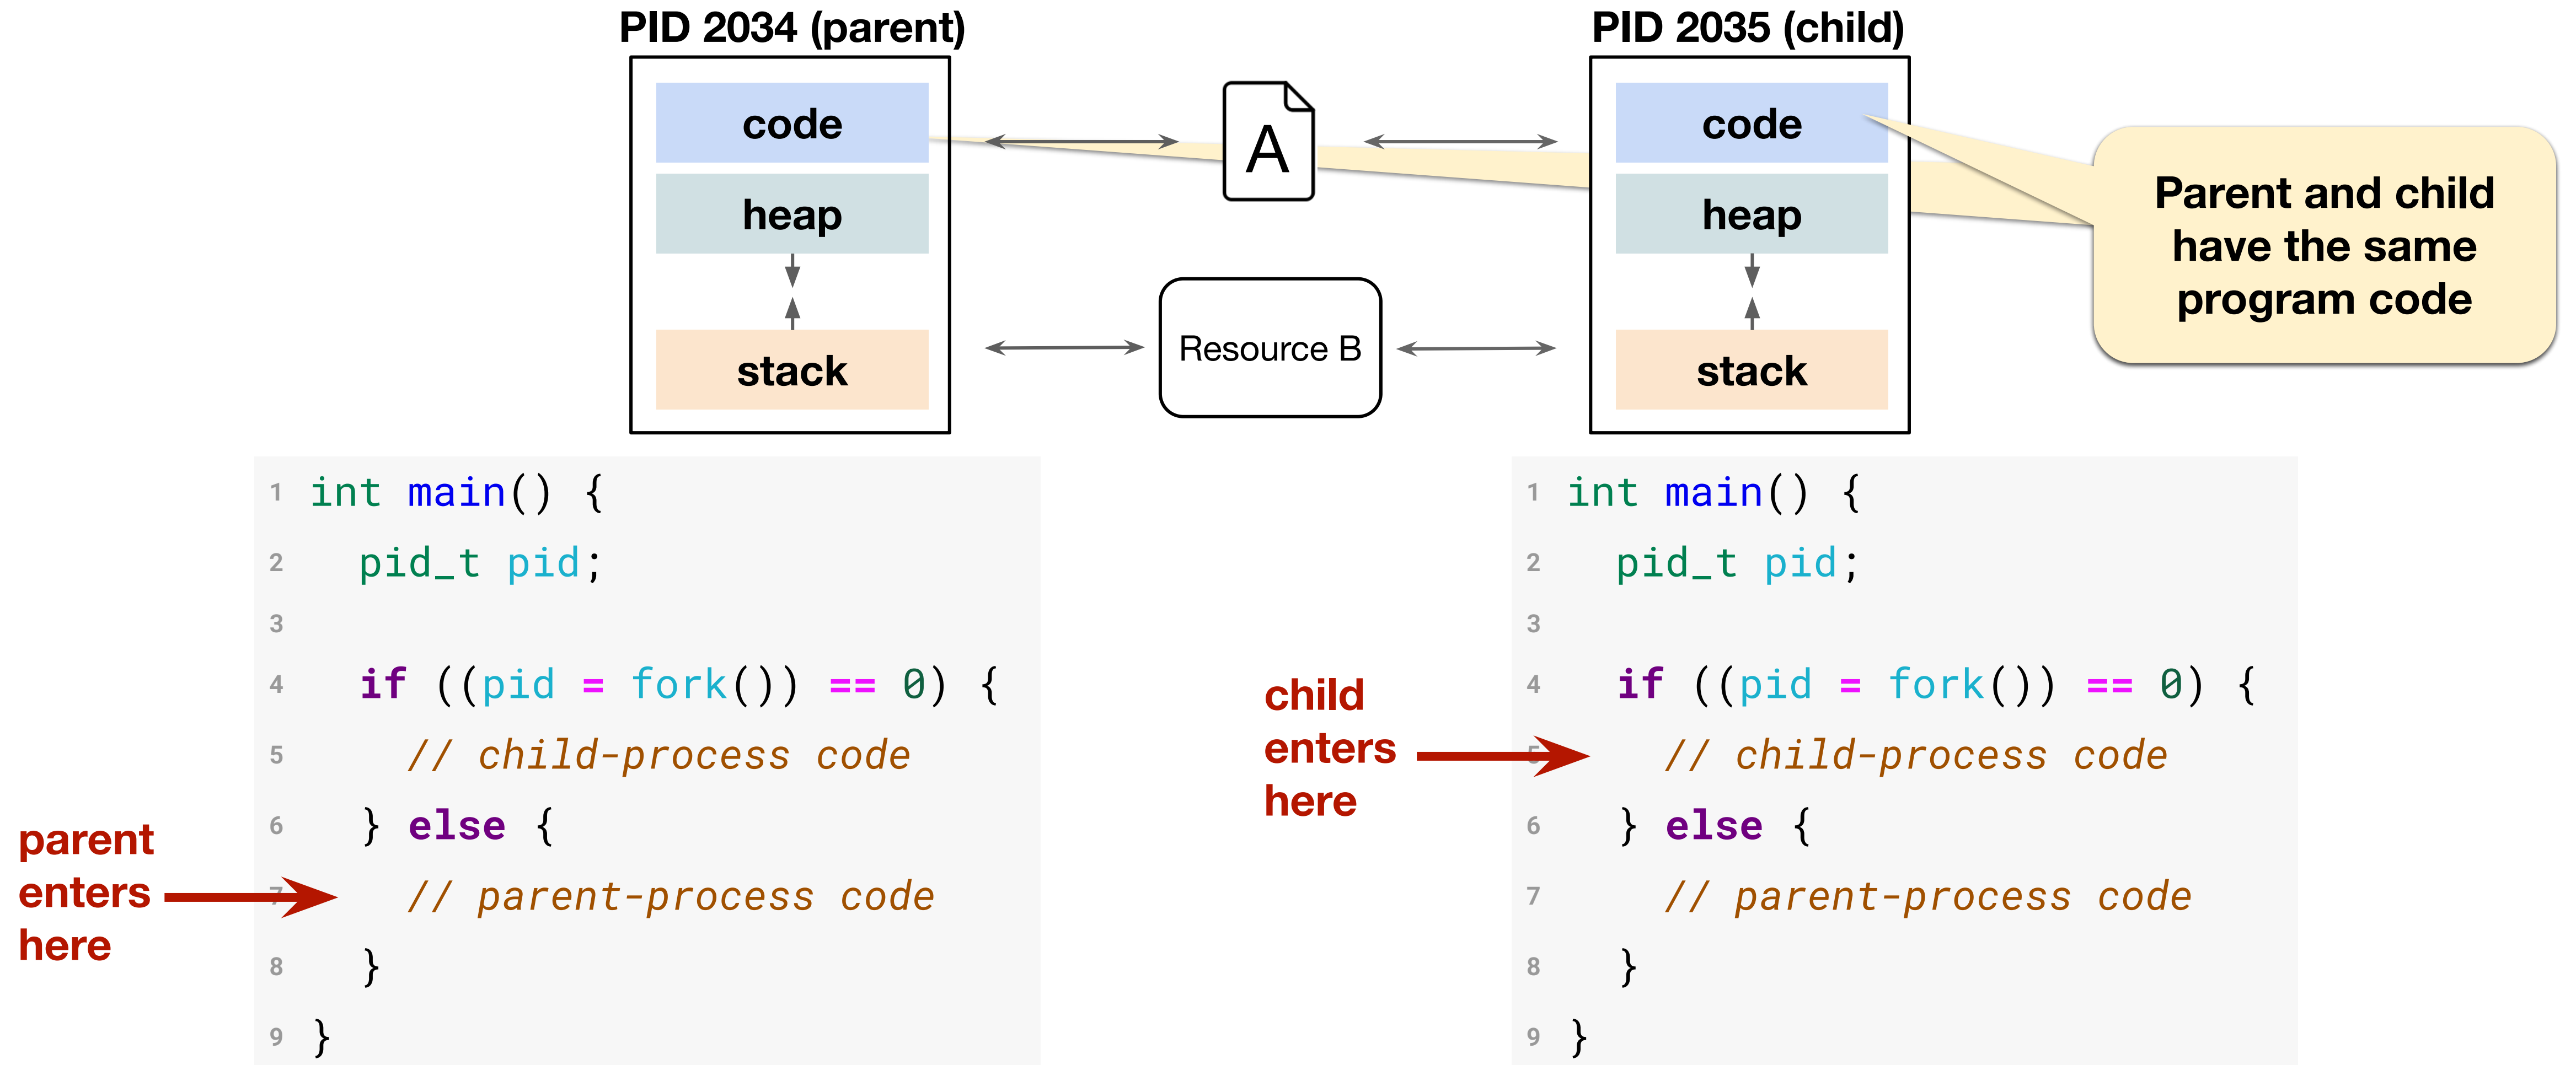 PID 2034 (parent)
code
heap
stack
A
Resource B
PID 2035 (child)
code
heap
stack
Parent and child
have the same
program code
parent
enters
here
1 int main() {
2 pid_t pid;
3
4 if ((pid = fork()) == 0) {
5 // child-process code
6 } else {
7 // parent-process code
8 }
9 }
child
enters
here
1 int main() {
2 pid_t pid;
3
4 if ((pid = fork()) == 0) {
5 // child-process code
6 } else {
7 // parent-process code
8 }
9 }